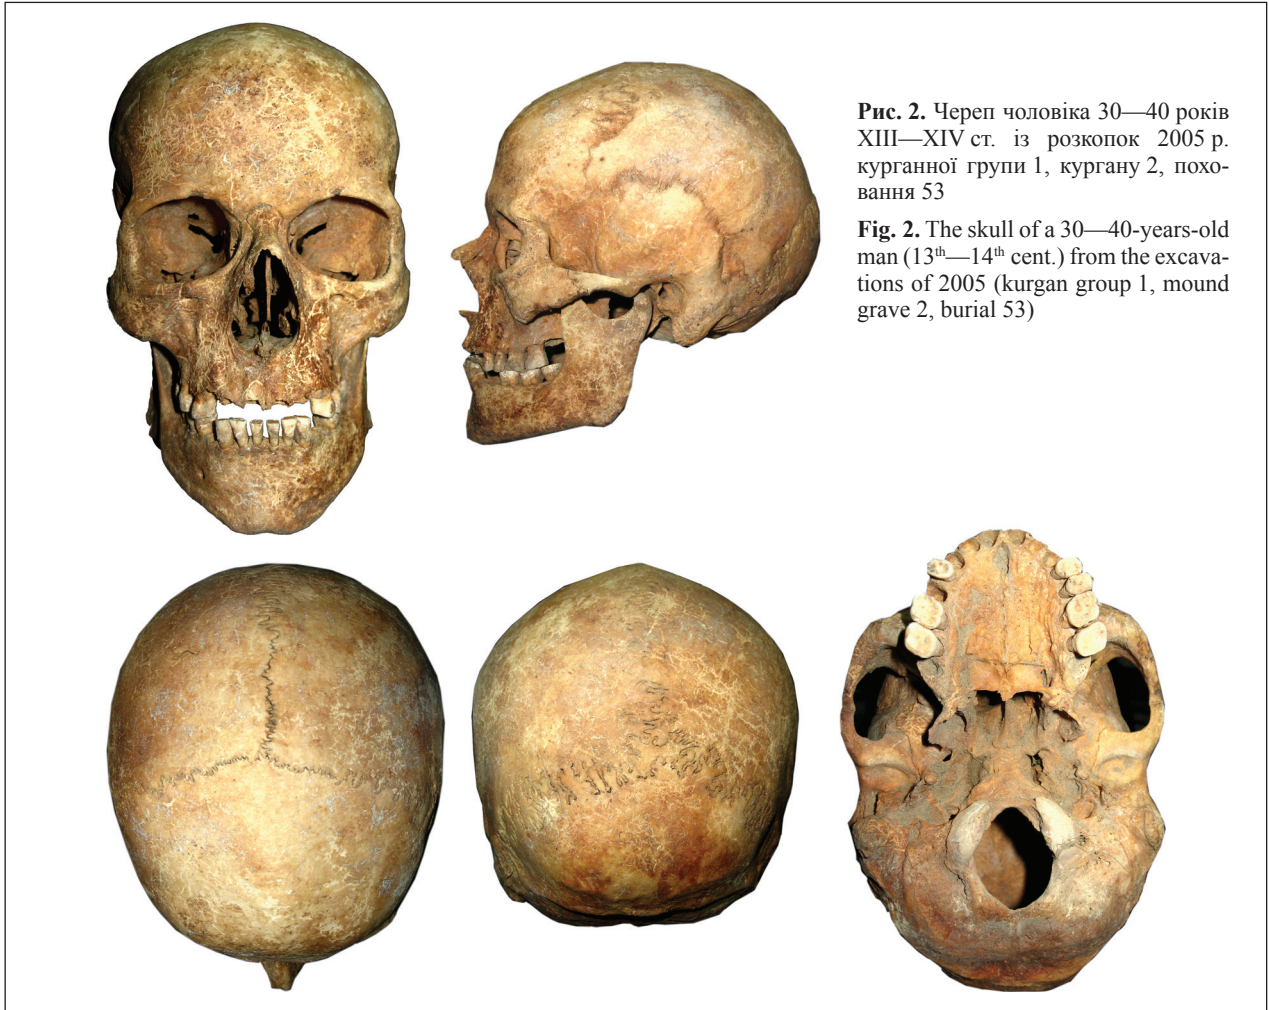 Рис. 2. Череп чоловіка 30—40 років
XIII—XIV ст. із розкопок 2005 р.
курганної групи 1, кургану 2, похо-
вання 53
Fig. 2. The skull of a 30—40-years-old
man (13th—14th cent.) from the excava-
tions of 2005 (kurgan group 1, mound
grave 2, burial 53)